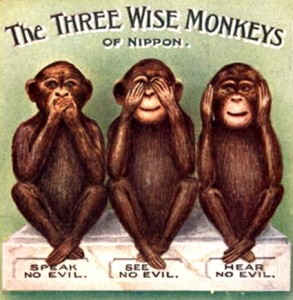 The THREE WISE MONKEYS
OF NIPPON.
SPEAK
NO EVIL.
SEE
NO EVIL.
HEAR
NO EVIL.